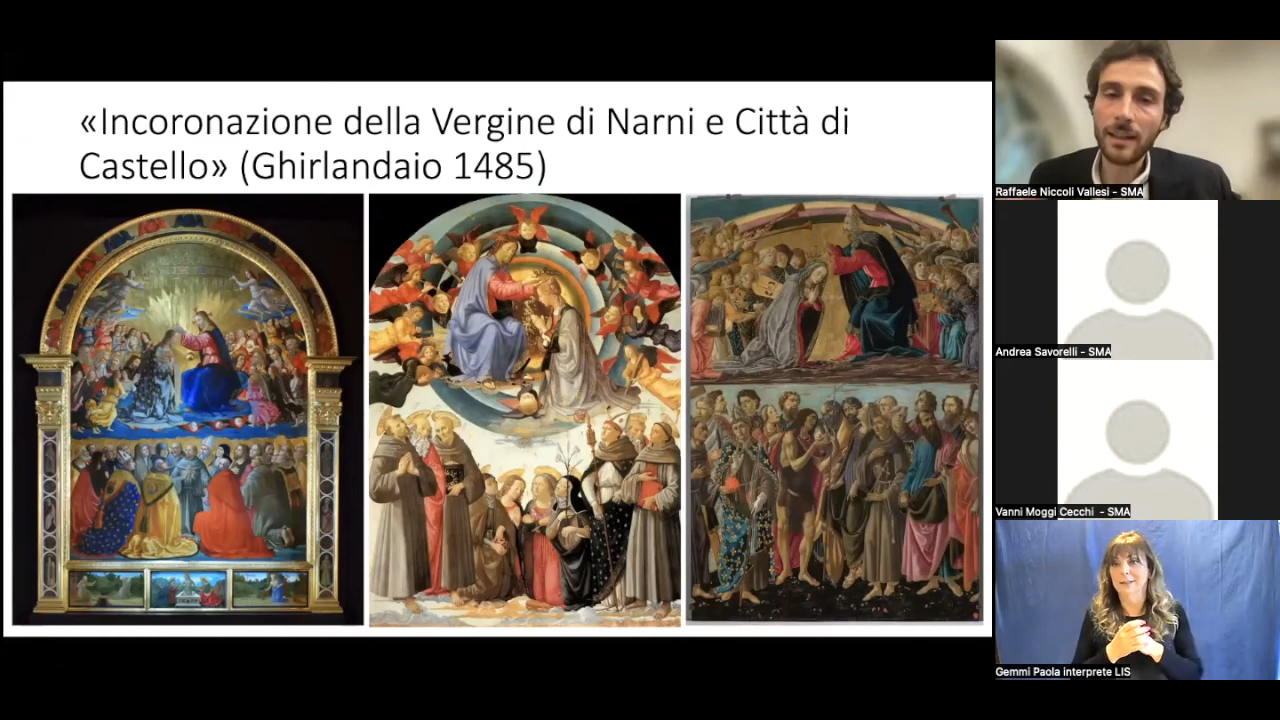 «Incoronazione della Vergine di Narni e Città di
Castello» (Ghirlandaio 1485)
Raffaele Niccoli Vallesi - SMA
Andrea Savorelli - SMA
Vanni Moggi Cecchi - SMA
Gemmi Paola interprete LIS